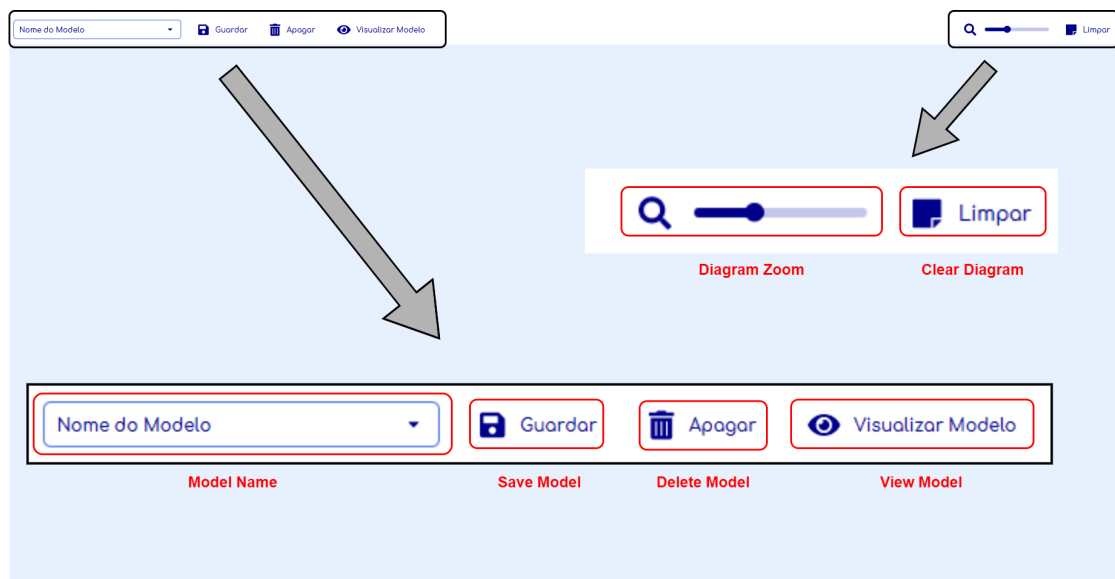 Nome do Modelo Guardar Apagar Visualizar Modelo Limpar
Limpar
Diagram Zoom Clear Diagram
Nome do Modelo Guardar Apagar Visualizar Modelo
Model Name Save Model Delete Model View Model